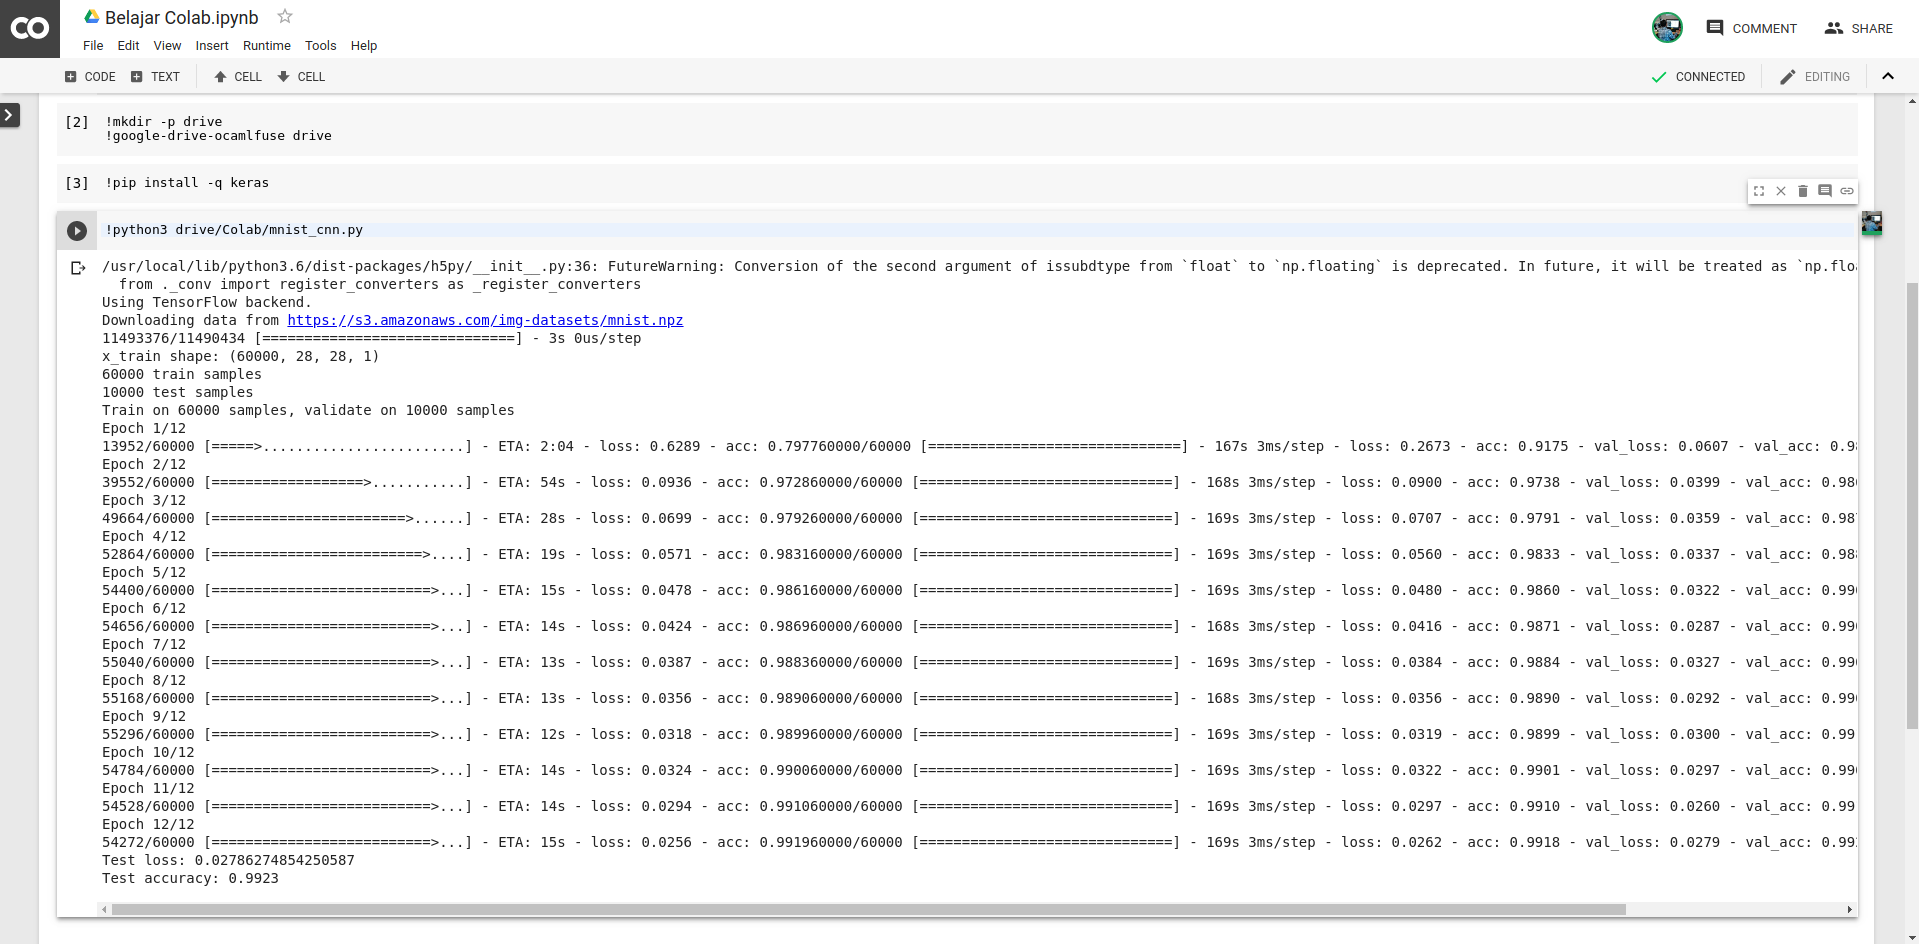 CO
Belajar Colab.ipynb
File Edit View Insert Runtime Tools Help
COMMENT SHARE
CODE TEXT CELL CELL
CONNECTED EDITING
[2] !mkdir -p drive
!google-drive-ocamlfuse drive
[3] !pip install -q keras
!python3 drive/Colab/mnist_cnn.py
/usr/local/lib/python3.6/dist-packages/h5py/__init__.py:36: FutureWarning: Conversion of the second argument of issubdtype from `float` to `np.floating` is deprecated. In future, it will be treated as `np.floa
from ._conv import register_converters as _register_converters
Using TensorFlow backend.
Downloading data from https://s3.amazonaws.com/img-datasets/mnist.npz
11493376/11490434 [==============================] - 3s 0us/step
x_train shape: (60000, 28, 28, 1)
60000 train samples
10000 test samples
Train on 60000 samples, validate on 10000 samples
Epoch 1/12
13952/60000 [=====>........................] - ETA: 2:04 - loss: 0.6289 - acc: 0.797760000/60000 [==============================] - 167s 3ms/step - loss: 0.2673 - acc: 0.9175 - val_loss: 0.0607 - val_acc: 0.98
Epoch 2/12
39552/60000 [==================>...........] - ETA: 54s - loss: 0.0936 - acc: 0.972860000/60000 [==============================] - 168s 3ms/step - loss: 0.0900 - acc: 0.9738 - val_loss: 0.0399 - val_acc: 0.986
Epoch 3/12
49664/60000 [=======================>......] - ETA: 28s - loss: 0.0699 - acc: 0.979260000/60000 [==============================] - 169s 3ms/step - loss: 0.0707 - acc: 0.9791 - val_loss: 0.0359 - val_acc: 0.987
Epoch 4/12
52864/60000 [=========================>....] - ETA: 19s - loss: 0.0571 - acc: 0.983160000/60000 [==============================] - 169s 3ms/step - loss: 0.0560 - acc: 0.9833 - val_loss: 0.0337 - val_acc: 0.988
Epoch 5/12
54400/60000 [==========================>...] - ETA: 15s - loss: 0.0478 - acc: 0.986160000/60000 [==============================] - 169s 3ms/step - loss: 0.0480 - acc: 0.9860 - val_loss: 0.0322 - val_acc: 0.990
Epoch 6/12
54656/60000 [==========================>...] - ETA: 14s - loss: 0.0424 - acc: 0.986960000/60000 [==============================] - 168s 3ms/step - loss: 0.0416 - acc: 0.9871 - val_loss: 0.0287 - val_acc: 0.990
Epoch 7/12
55040/60000 [==========================>...] - ETA: 13s - loss: 0.0387 - acc: 0.988360000/60000 [==============================] - 169s 3ms/step - loss: 0.0384 - acc: 0.9884 - val_loss: 0.0327 - val_acc: 0.990
Epoch 8/12
55168/60000 [==========================>...] - ETA: 13s - loss: 0.0356 - acc: 0.989060000/60000 [==============================] - 168s 3ms/step - loss: 0.0356 - acc: 0.9890 - val_loss: 0.0292 - val_acc: 0.990
Epoch 9/12
55296/60000 [==========================>...] - ETA: 12s - loss: 0.0318 - acc: 0.989960000/60000 [==============================] - 169s 3ms/step - loss: 0.0319 - acc: 0.9899 - val_loss: 0.0300 - val_acc: 0.99
Epoch 10/12
54784/60000 [==========================>...] - ETA: 14s - loss: 0.0324 - acc: 0.990060000/60000 [==============================] - 169s 3ms/step - loss: 0.0322 - acc: 0.9901 - val_loss: 0.0297 - val_acc: 0.990
Epoch 11/12
54528/60000 [==========================>...] - ETA: 14s - loss: 0.0294 - acc: 0.991060000/60000 [==============================] - 169s 3ms/step - loss: 0.0297 - acc: 0.9910 - val_loss: 0.0260 - val_acc: 0.99
Epoch 12/12
54272/60000 [==========================>...] - ETA: 15s - loss: 0.0256 - acc: 0.991960000/60000 [==============================] - 169s 3ms/step - loss: 0.0262 - acc: 0.9918 - val_loss: 0.0279 - val_acc: 0.992
Test loss: 0.02786274854250587
Test accuracy: 0.9923